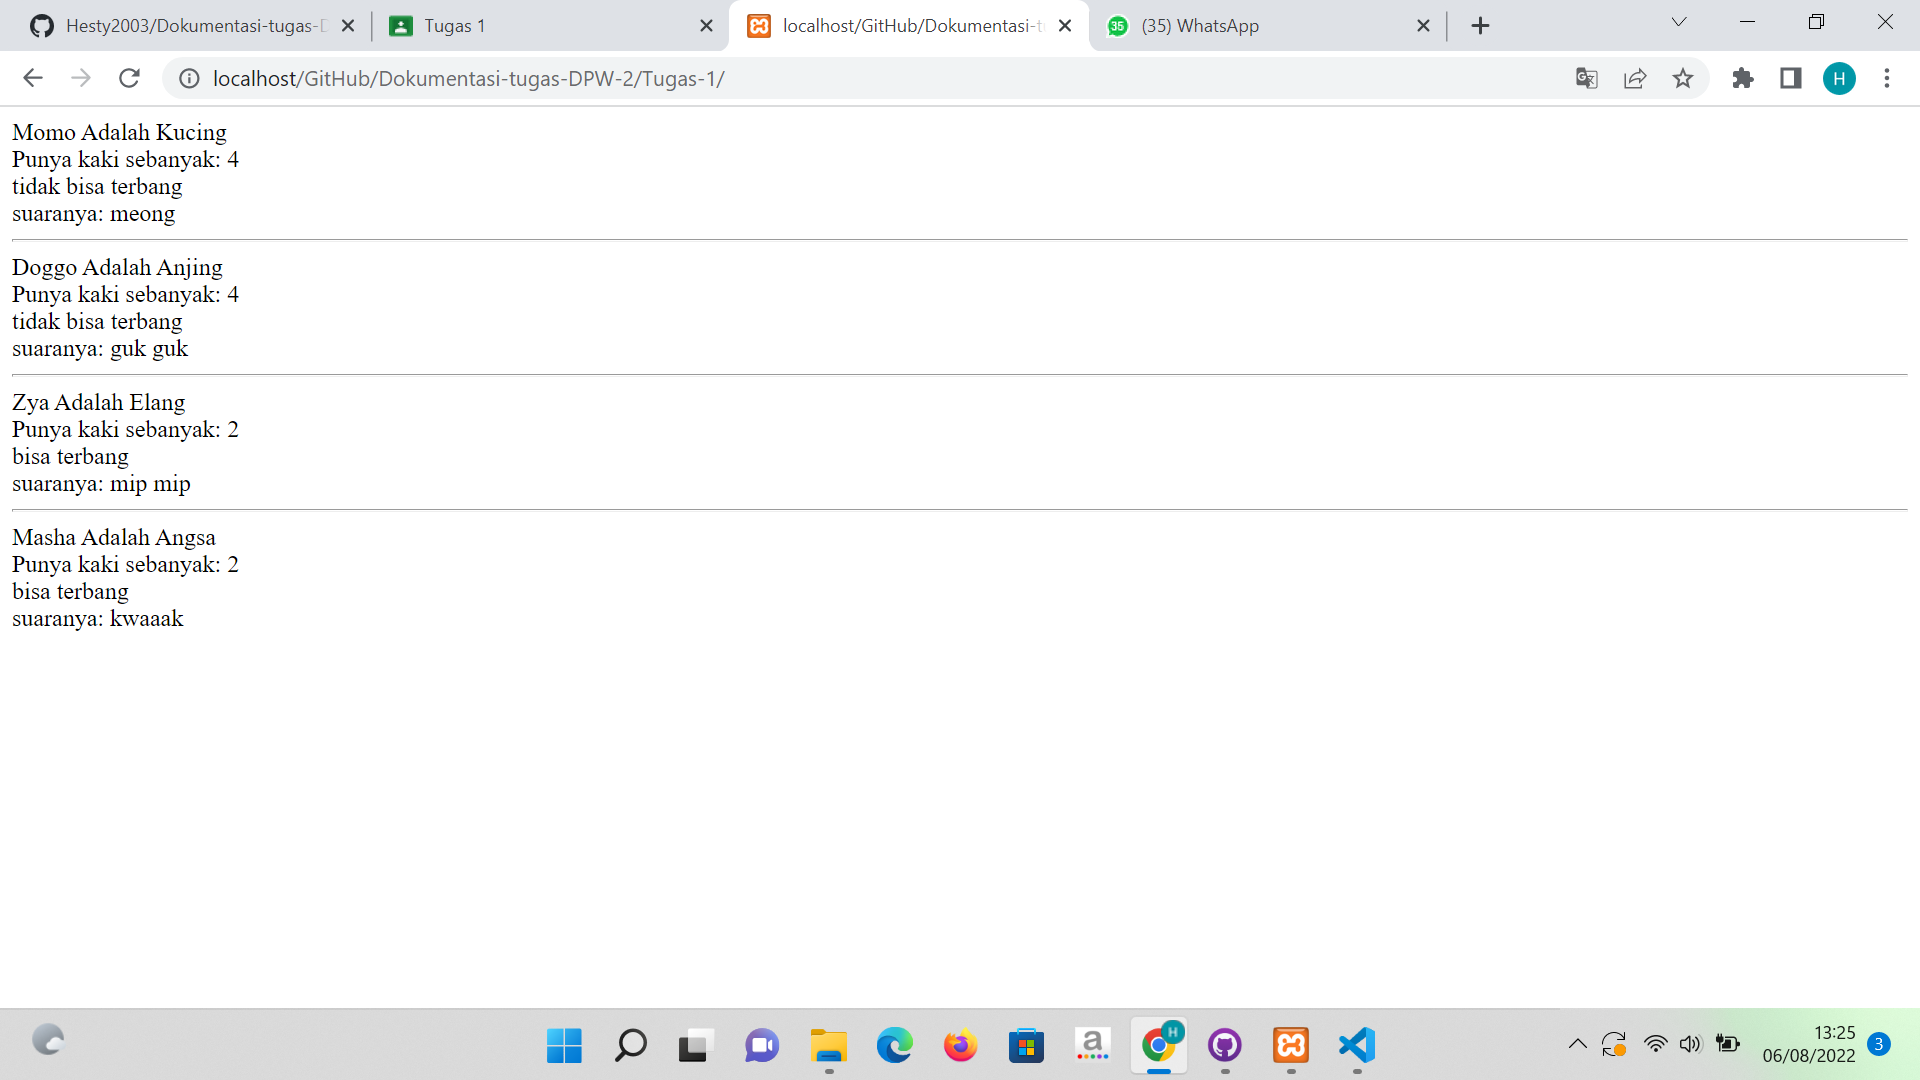 Hesty2003/Dokumentasi-tugas-D
Tugas 1
localhost/GitHub/Dokumentasi-t
35
(35) WhatsApp
localhost/GitHub/Dokumentasi-tugas-DPW-2/Tugas-1/
H
Momo Adalah Kucing
Punya kaki sebanyak: 4
tidak bisa terbang
suaranya: meong
Doggo Adalah Anjing
Punya kaki sebanyak: 4
tidak bisa terbang
suaranya: guk guk
Zya Adalah Elang
Punya kaki sebanyak: 2
bisa terbang
suaranya: mip mip
Masha Adalah Angsa
Punya kaki sebanyak: 2
bisa terbang
suaranya: kwaaak
a
H
13:25
06/08/2022
3